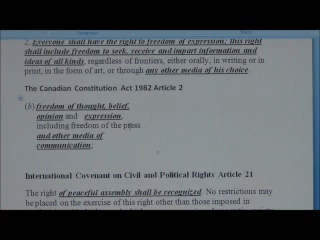 2. Everyone shall have the right to freedom of expression; this right
shall include freedom to seek, receive and impart information and
ideas of all kinds, regardless of frontiers, either orally, in writing or in
print, in the form of art, or through any other media of his choice.
The Canadian Constitution Act 1982 Article 2
(b) freedom of thought, belief,
opinion and expression,
including freedom of the press
and other media of
communication;
International Covenant on Civil and Political Rights Article 21
The right of peaceful assembly shall be recognized. No restrictions may
be placed on the exercise of this right other than those imposed in